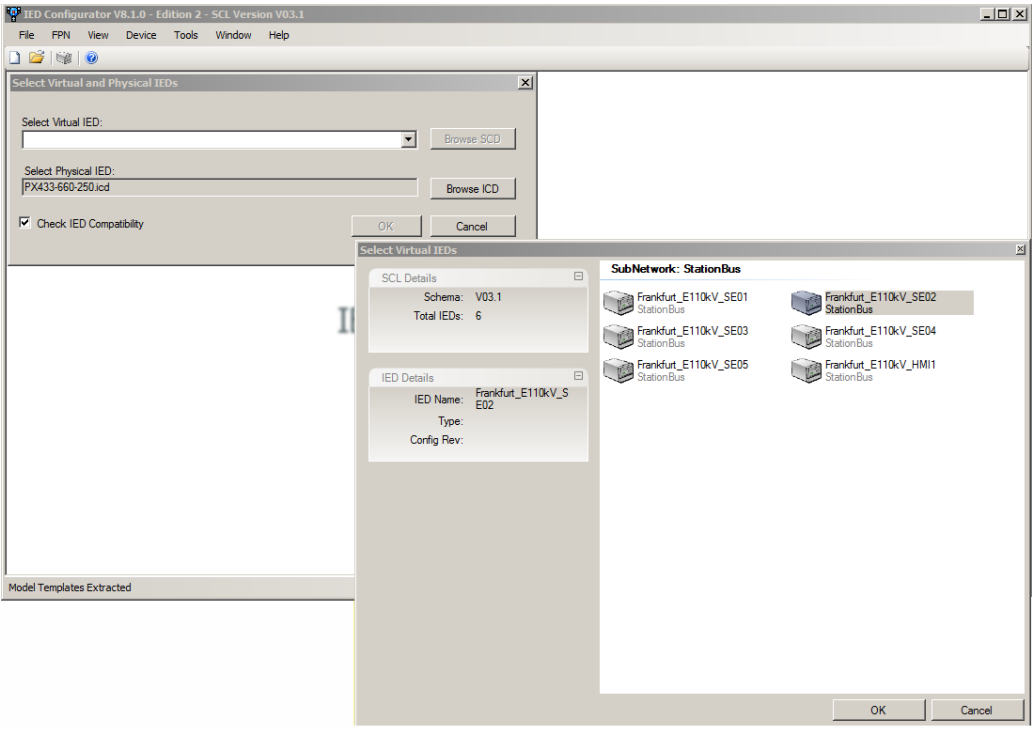 IED Configurator V8.1.0 - Edition 2 - SCL Version V03.1
File FPN View Device Tools Window Help
Select Virtual and Physical IEDs
Select Virtual IED:
Browse SCD
Select Physical IED:
PX433-660-250.icd
Browse ICD
Check IED Compatibility
OK Cancel
Select Virtual IEDs
SCL Details
Schema: V03.1
Total IEDs: 6
IED Details
IED Name: Frankfurt_E110kV_S
E02
Type:
Config Rev:
SubNetwork: StationBus
Frankfurt_E110kV_SE01
StationBus
Frankfurt_E110kV_SE02
StationBus
Frankfurt_E110kV_SE03
StationBus
Frankfurt_E110kV_SE04
StationBus
Frankfurt_E110kV_SE05
StationBus
Frankfurt_E110kV_HMI1
StationBus
OK Cancel
Model Templates Extracted